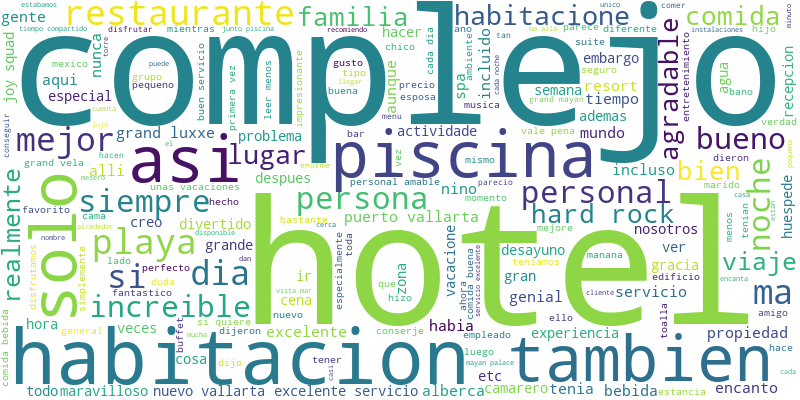 complejo
hotel
habitacion
tambien
piscina
asi
solo
restaurante
familia
habitacione
comida
mejor
lugar
persona
personal
siempre
playa
increible
dia
si
noche
bueno
bien
agradable
hard rock
viaje
ma
realmente
gente
joy squad
nunca
aqui
especial
mexico
grupo
pequeno
buen servicio
primera vez
leer menos
impresionante
hacer
chico
gusto
tipo
buena
aunque
mientras
disfrutar
tiempo compartido
estabamos
torre
puede
llegar
junto piscina
recomiendo
cada dia
precio
esposa
spa
ambiente
incluido
cada noche
musica
semana
ademas
tan
menu
parece
suite
diferente
embargo
seguro
resort
tiempo
grand mayan
vale pena
mundo
unico
ma alla
comer
hijo
instalaciones
entretenimiento
agua
bano
verdad
recepcion
minuto
conseguir
grand luxxe
problema
bar
actividade
grand vela
hacen
cuenta
lujo
el
enorme
vez
mismo
incluso
dieron
marido
pequena
huespede
alli
mesero
unas vacaciones
despues
personal amable
nino
parecio
momento
casa
favorito
cama
hecho
creo
divertido
bastante
cerca
puerto vallarta
desayuno
nosotros
menos
tenian
estan
nombre
alrededor
disponible
lado
grande
teniamos
mejore
ver
gracia
disfrutamos
simplemente
duda
perfecto
fantastico
dan
especialmente
toda
ir
cena
vista mar
nuevo
zona
que
hizo
vacacione
ahora
comida buena
servicio excelente
gran
genial
manana
edificio
servicio
cliente
toalla
encanta
amigo
hora
general
veces
buffet
mucha
si quiere
dijeron
excelente
conserje
habia
empleado
ello
experiencia
propiedad
hace
comida bebida
cosa
dijo
tener
casi
mayan palace
luego
etc
todo
maravilloso
nuevo vallarta
excelente servicio
alberca
camarero
tenia
bebida
estancia
encanto
cada